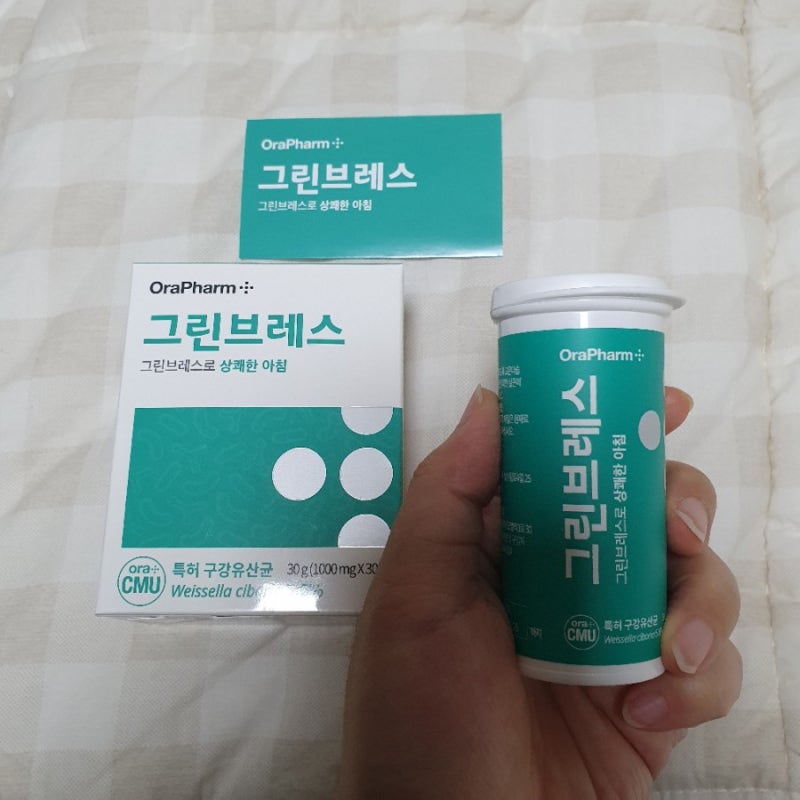 OraPharm
그린브레스
그린브레스로 상쾌한 아침
OraPharm
그린브레스
그린브레스로 상쾌한 아침
ora
CMU
특허 구강유산균
30g(1000mg X 30
Weissella
OraPharm
그린브레스
그린브레스로 상쾌한 아침
ora
CMU
특허 구강유산균
Weissella
까지